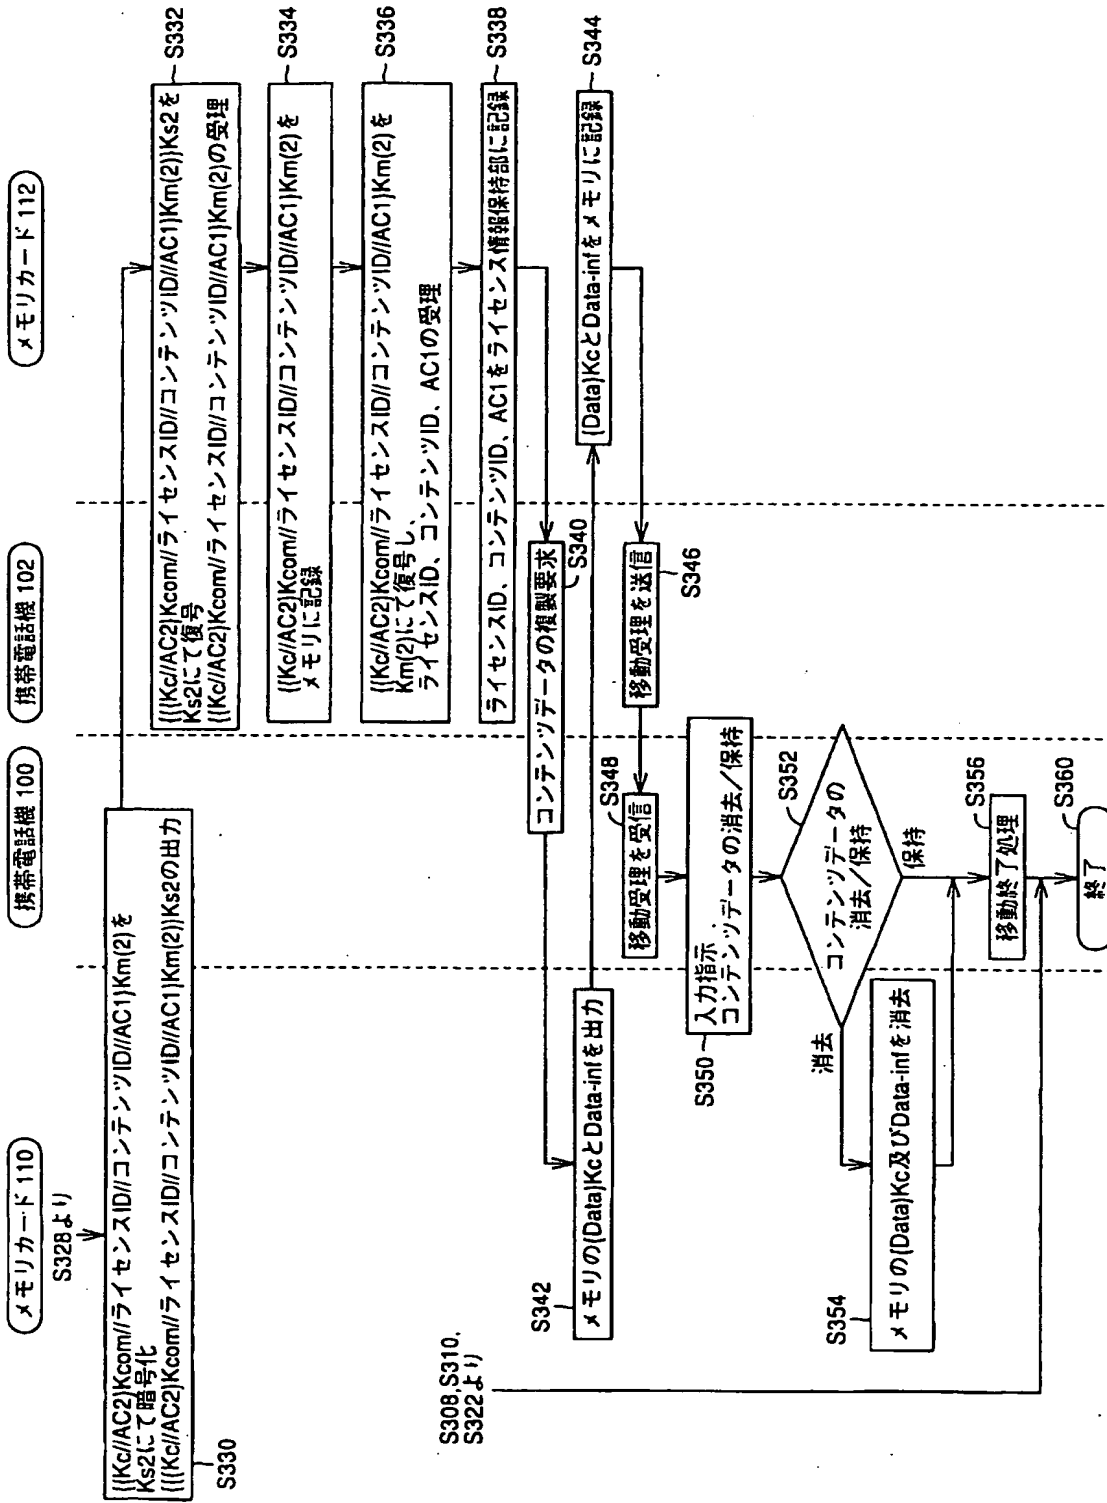 メモリカード 110
携帯電話機 100
携帯電話機 102
メモリカード 112
S328より
{{Kc//AC2}Kcom//ライセンスID//コンテンツID//AC1}Km(2)を
Ks2にて暗号化
{{{Kc//AC2}Kcom//ライセンスID//コンテンツID//AC1}Km(2)}Ks2の出力
S330
{{{Kc//AC2}Kcom//ライセンスID//コンテンツID//AC1}Km(2)}Ks2を
Ks2にて復号
{{Kc//AC2}Kcom//ライセンスID//コンテンツID//AC1}Km(2)の受理
S332
{{Kc//AC2}Kcom//ライセンスID//コンテンツID//AC1}Km(2)を
メモリに記録
S334
{{Kc//AC2}Kcom//ライセンスID//コンテンツID//AC1}Km(2)を
Km(2)にて復号し、
ライセンスID、コンテンツID、AC1の受理
S336
ライセンスID、コンテンツID、AC1をライセンス情報保持部に記録
S338
コンテンツデータの複製要求
S340
メモリの{Data}KcとData-infを出力
S342
{Data}KcとData-infをメモリに記録
S344
移動受理を送信
S346
移動受理を受信
S348
入力指示
コンテンツデータの消去/保持
S350
コンテンツデータの
消去/保持
S352
消去
保持
メモリの{Data}Kc及びData-infを消去
S354
移動終了処理
S356
S308,S310,
S322より
終了
S360